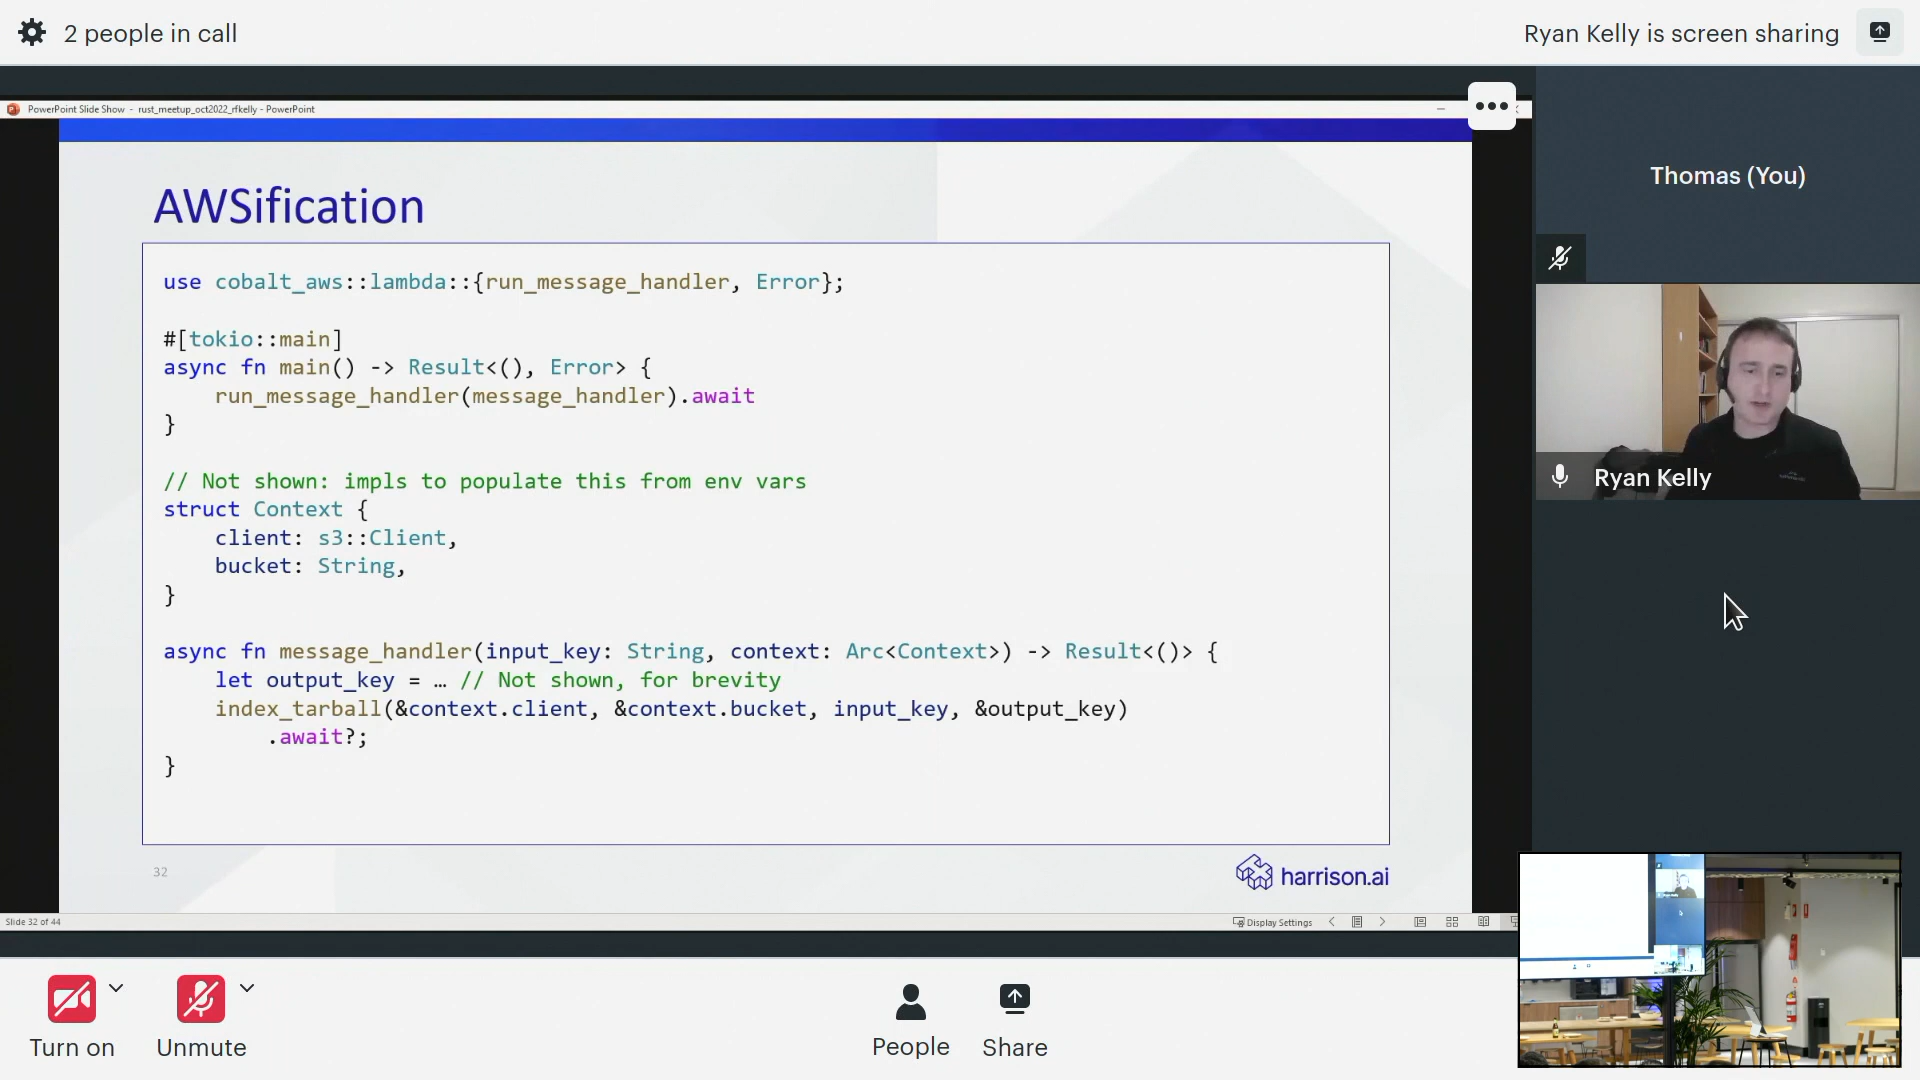 2 people in call
Ryan Kelly is screen sharing
PowerPoint Slide Show - rust_meetup_oct2022_rfkelly - PowerPoint
AWSification
use cobalt_aws::lambda::{run_message_handler, Error};
#[tokio::main]
async fn main() -> Result<(), Error> {
run_message_handler(message_handler).await
}
// Not shown: impls to populate this from env vars
struct Context {
client: s3::Client,
bucket: String,
}
async fn message_handler(input_key: String, context: Arc<Context>) -> Result<()> {
let output_key = … // Not shown, for brevity
index_tarball(&context.client, &context.bucket, input_key, &output_key)
.await?;
}
32
harrison.ai
Slide 32 of 44
Display Settings
Thomas (You)
Ryan Kelly
Turn on
Unmute
People
Share